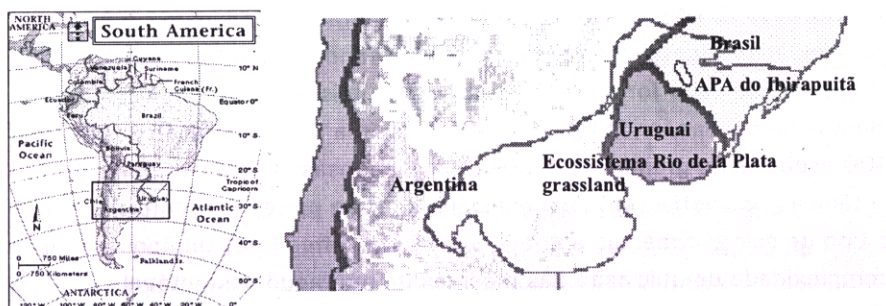 NORTH
AMERICA
South America
Guyana
Venezuela
Suriname
French
Guiana (Fr.)
Colombia
10° N
Ecuador
Equator 0°
Peru
Brazil
10° S
Pacific
Ocean
Bolivia
20° S
Paraguay
Tropic of
Capricorn
Chile
Uruguay
Argentina
Atlantic
Ocean
N
40° S
0 750 Miles
0 750 Kilometers
Falklands
ANTARCTICA
Brasil
APA do Ibirapuitã
Uruguai
Ecossistema Rio de la Plata
grassland
Argentina